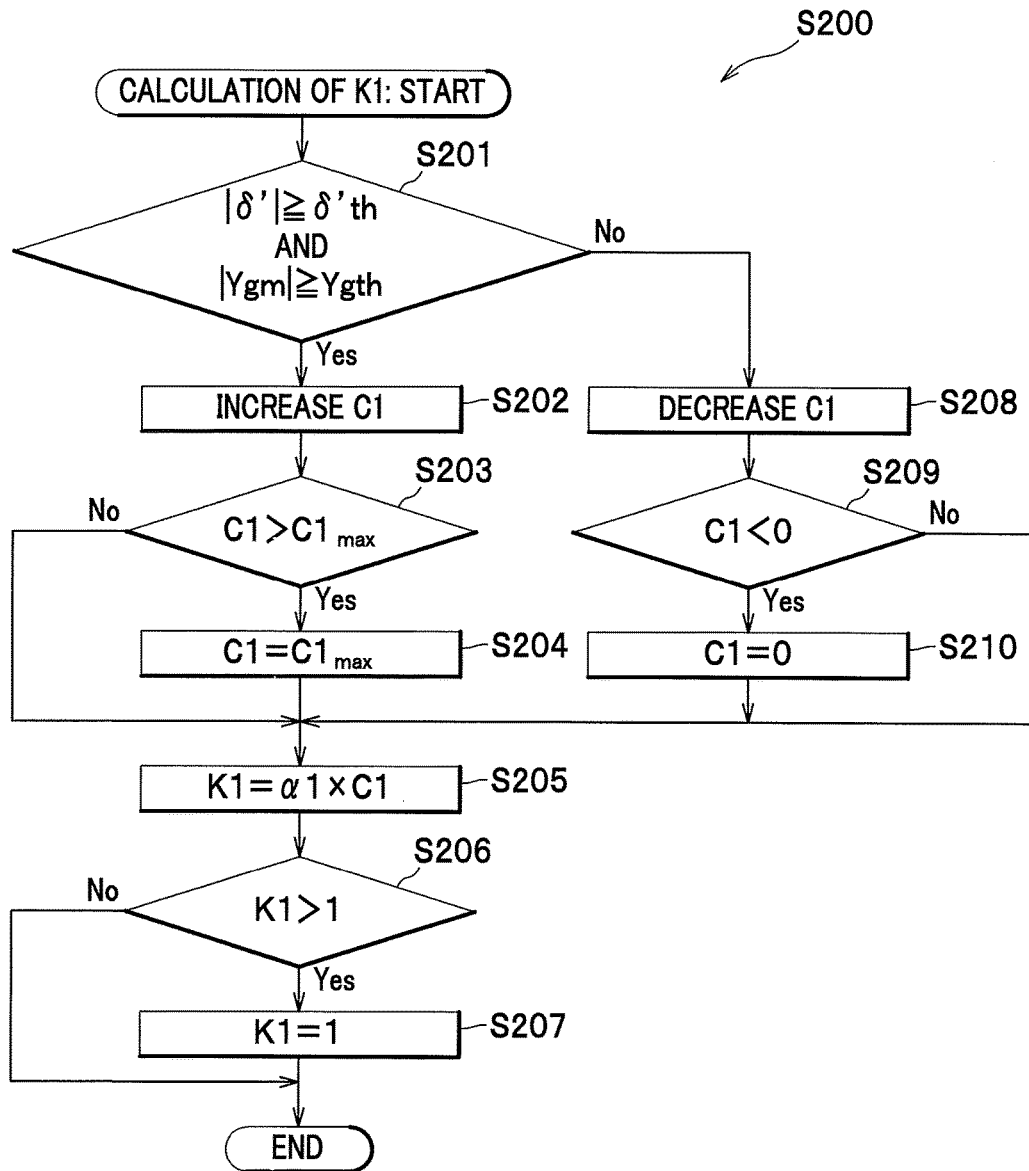 S200
CALCULATION OF K1: START
S201
|δ'|≧δ'th
AND
|Ygm|≧Ygth
No
Yes
INCREASE C1
S202
DECREASE C1
S208
S203
No
C1>C1max
Yes
S209
C1<0
No
Yes
C1=C1max
S204
C1=0
S210
K1=α1×C1
S205
S206
No
K1>1
Yes
K1=1
S207
END